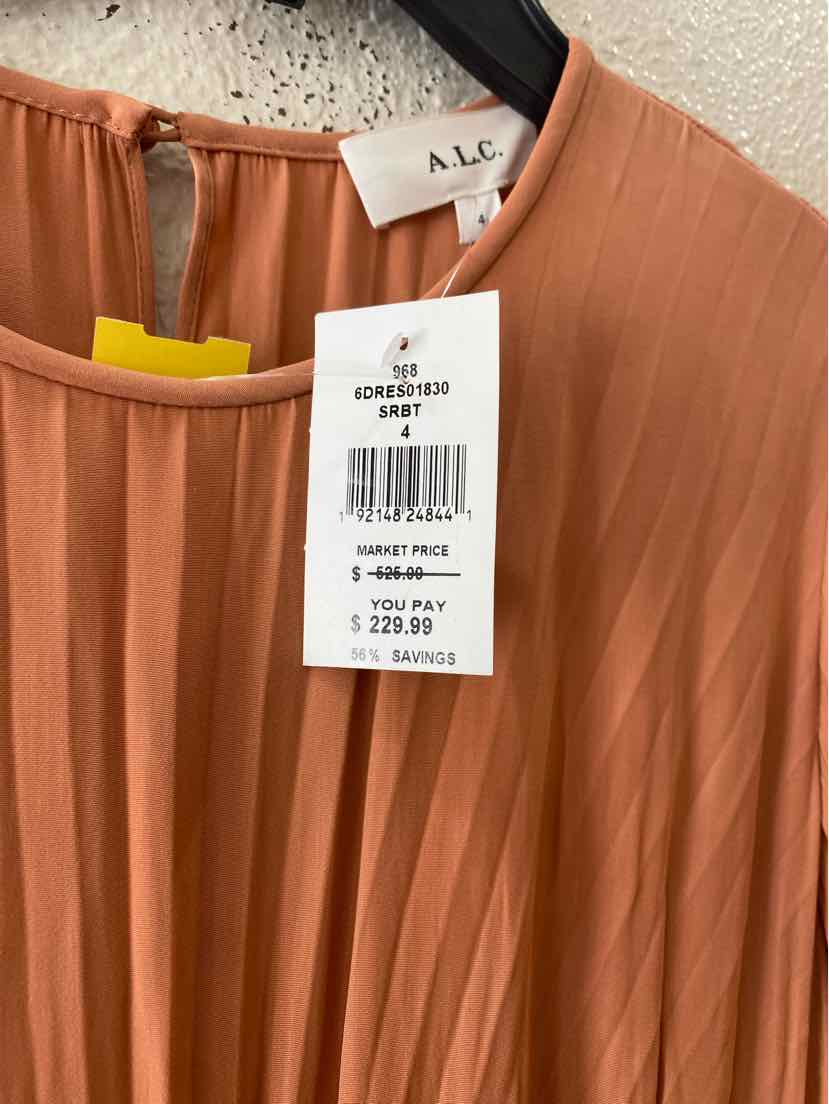 A.L.C.
4
968
6DRES01830
SRBT
4
1 92148 24844 1
MARKET PRICE
$ 525.00
YOU PAY
$ 229.99
56% SAVINGS